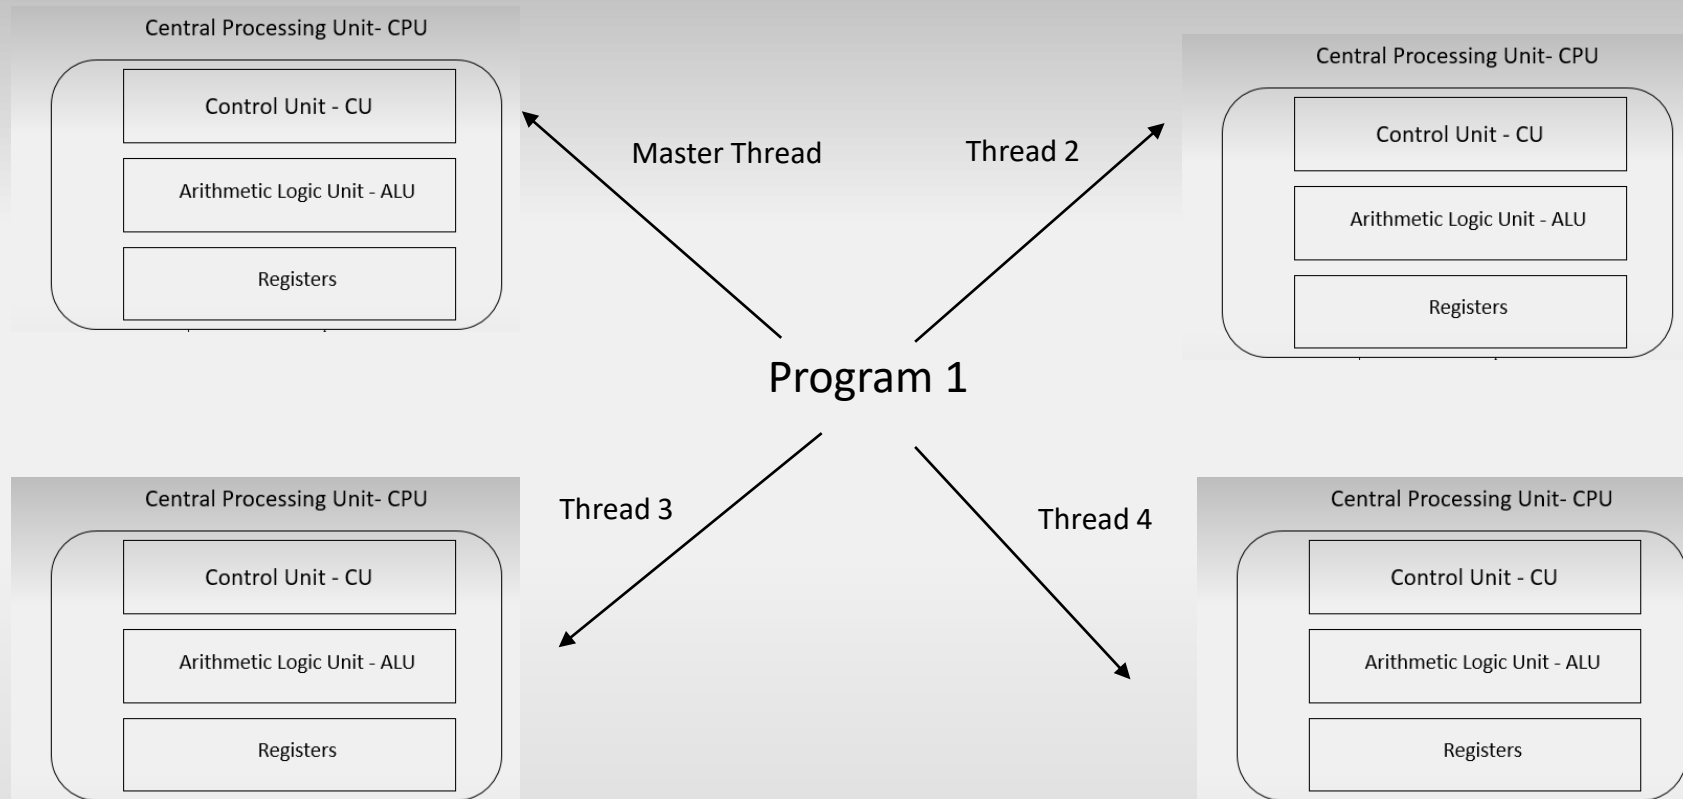 Central Processing Unit- CPU
Control Unit - CU
Arithmetic Logic Unit - ALU
Registers
Master Thread
Thread 2
Central Processing Unit- CPU
Control Unit - CU
Arithmetic Logic Unit - ALU
Registers
Program 1
Central Processing Unit- CPU
Control Unit - CU
Arithmetic Logic Unit - ALU
Registers
Thread 3
Thread 4
Central Processing Unit- CPU
Control Unit - CU
Arithmetic Logic Unit - ALU
Registers